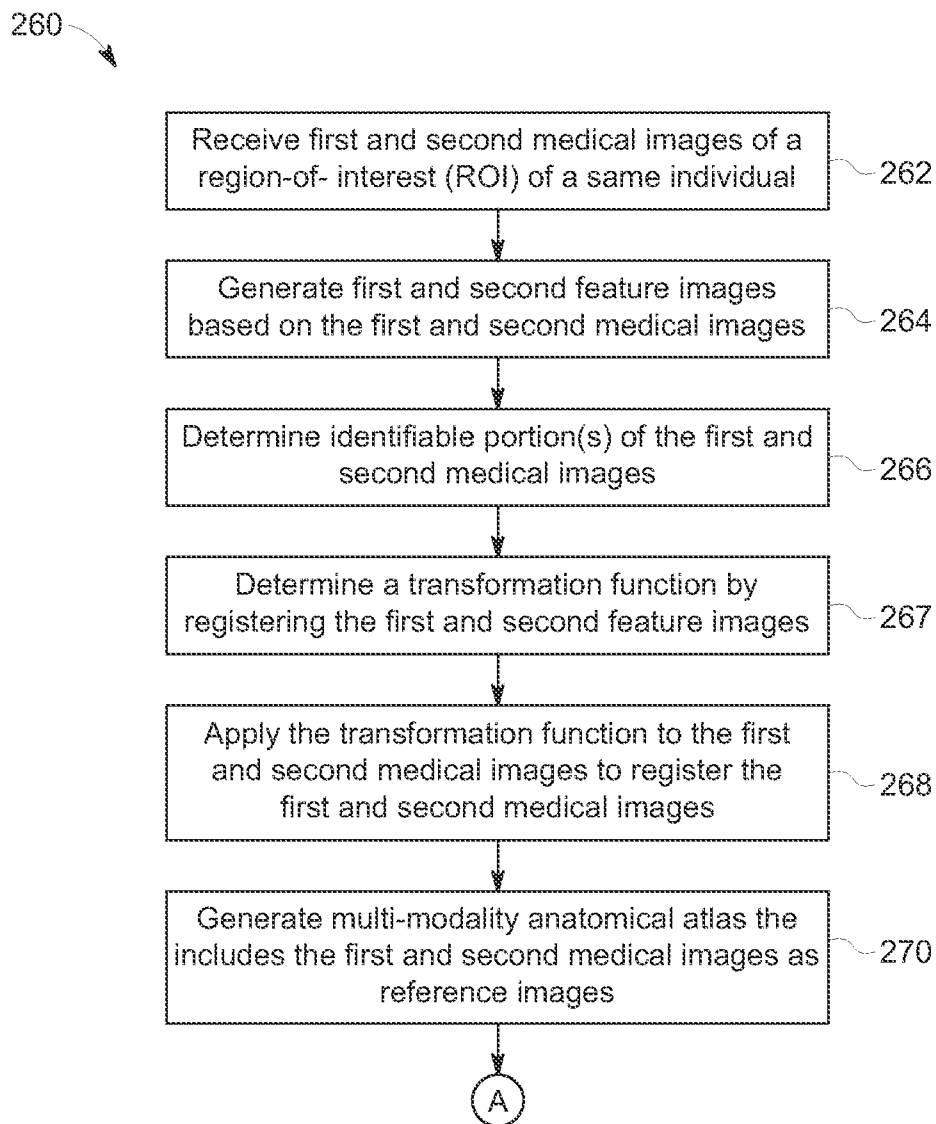 260
Receive first and second medical images of a
region-of- interest (ROI) of a same individual
262
Generate first and second feature images
based on the first and second medical images
264
Determine identifiable portion(s) of the first and
second medical images
266
Determine a transformation function by
registering the first and second feature images
267
Apply the transformation function to the first
and second medical images to register the
first and second medical images
268
Generate multi-modality anatomical atlas the
includes the first and second medical images as
reference images
270
A